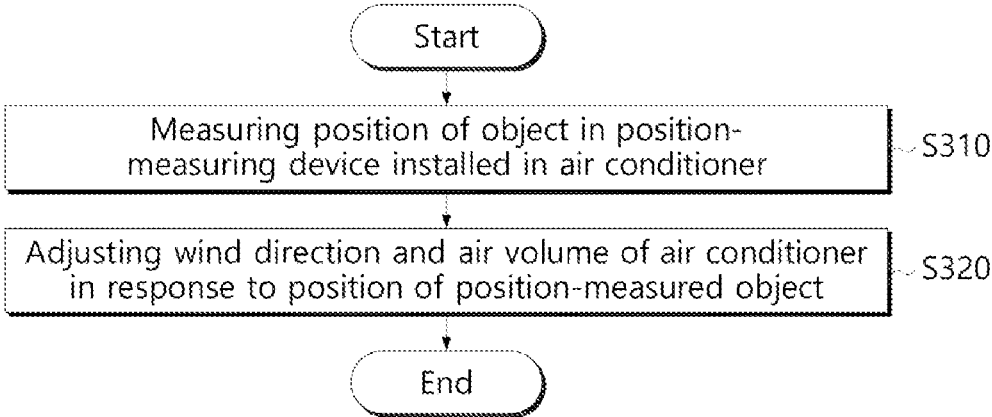 Start
Measuring position of object in position-
measuring device installed in air conditioner
S310
Adjusting wind direction and air volume of air conditioner
in response to position of position-measured object
S320
End